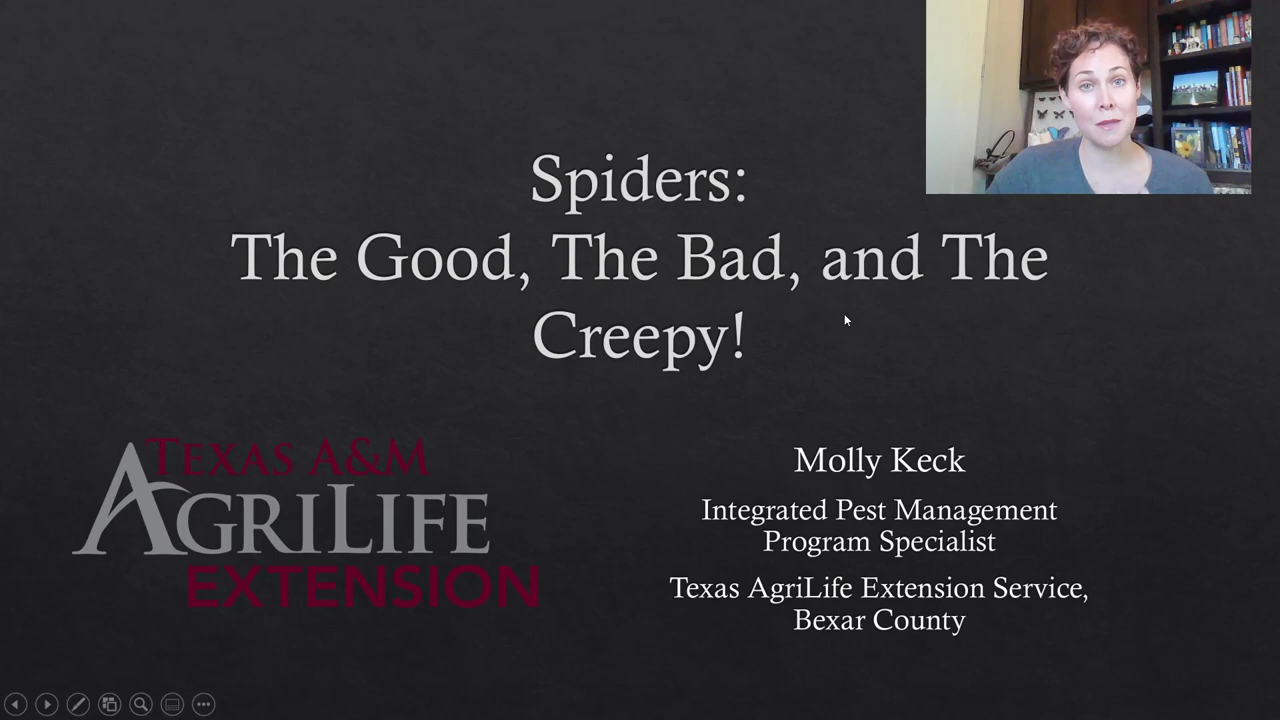 Spiders:
The Good, The Bad, and The
Creepy!
TEXAS A&M
AGRILIFE
EXTENSION
Molly Keck
Integrated Pest Management
Program Specialist
Texas AgriLife Extension Service,
Bexar County